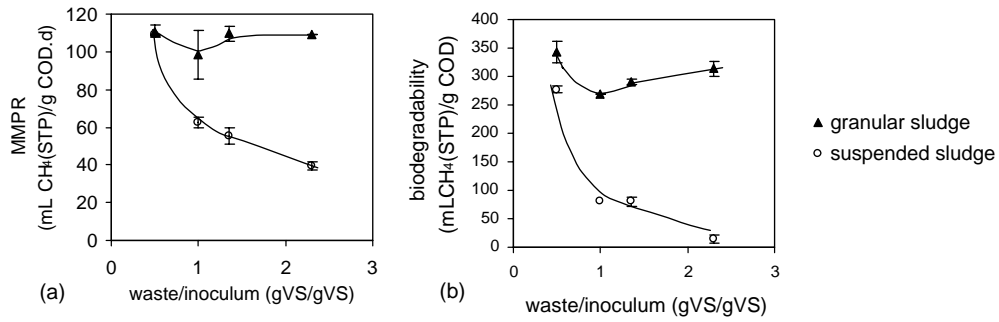 MMPR
(mL CH4(STP)/g COD.d)
120
100
80
60
40
20
0
0 1 2 3
waste/inoculum (gVS/gVS)
(a)
biodegradability
(mLCH4(STP)/g COD)
400
350
300
250
200
150
100
50
0
0 1 2 3
waste/inoculum (gVS/gVS)
(b)
granular sludge
suspended sludge